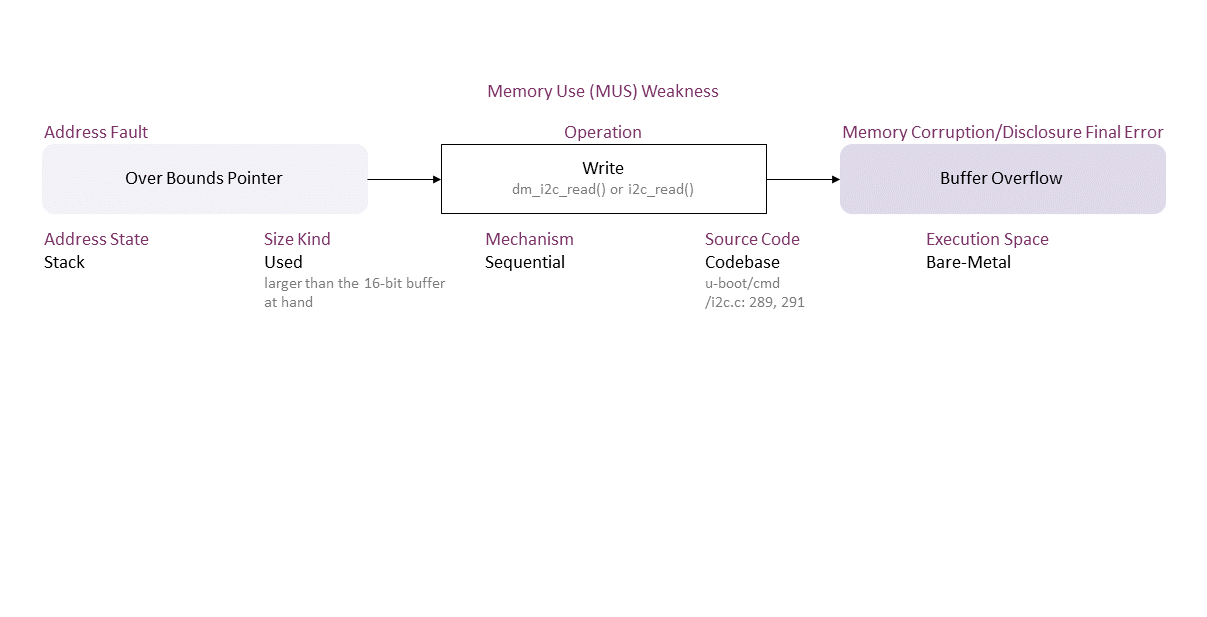 Memory Use (MUS) Weakness
Address Fault
Operation
Memory Corruption/Disclosure Final Error
Over Bounds Pointer
Write
dm_i2c_read() or i2c_read()
Buffer Overflow
Address State
Stack
Size Kind
Used
larger than the 16-bit buffer
at hand
Mechanism
Sequential
Source Code
Codebase
u-boot/cmd
/i2c.c: 289, 291
Execution Space
Bare-Metal